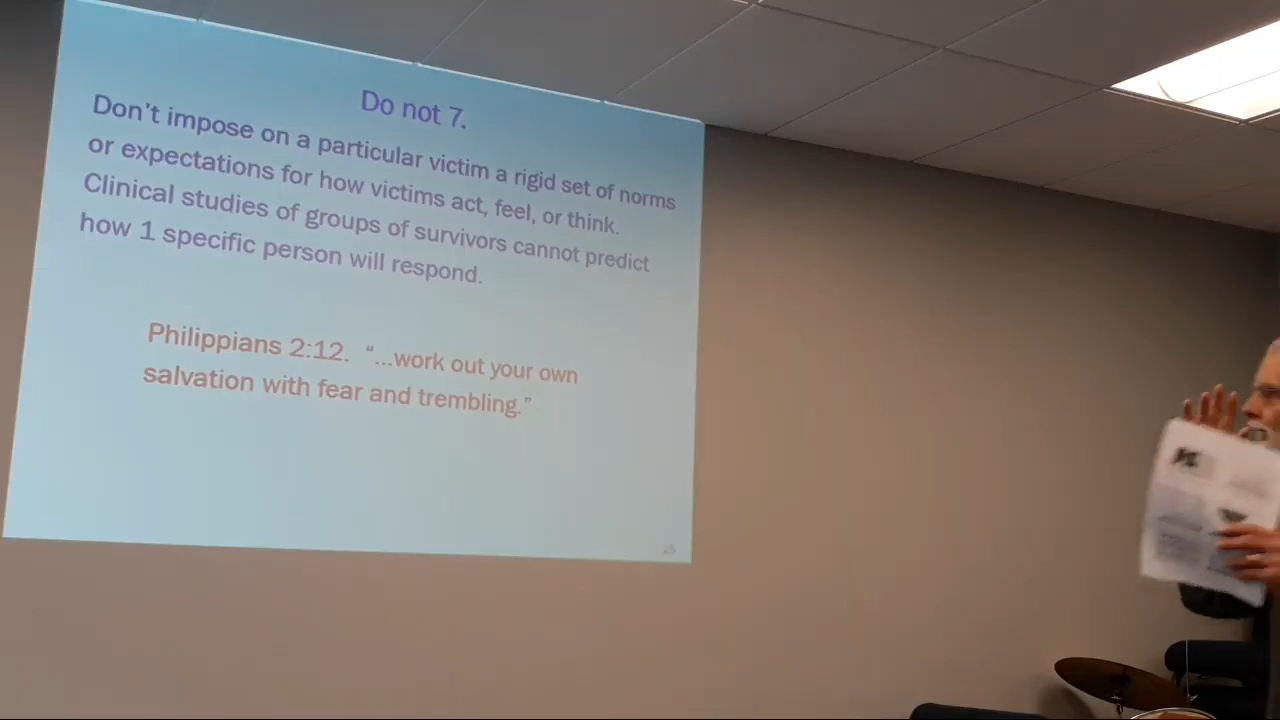 Do not 7.
Don't impose on a particular victim a rigid set of norms
or expectations for how victims act, feel, or think.
Clinical studies of groups of survivors cannot predict
how 1 specific person will respond.
Philippians 2:12. “...work out your own
salvation with fear and trembling.”
25